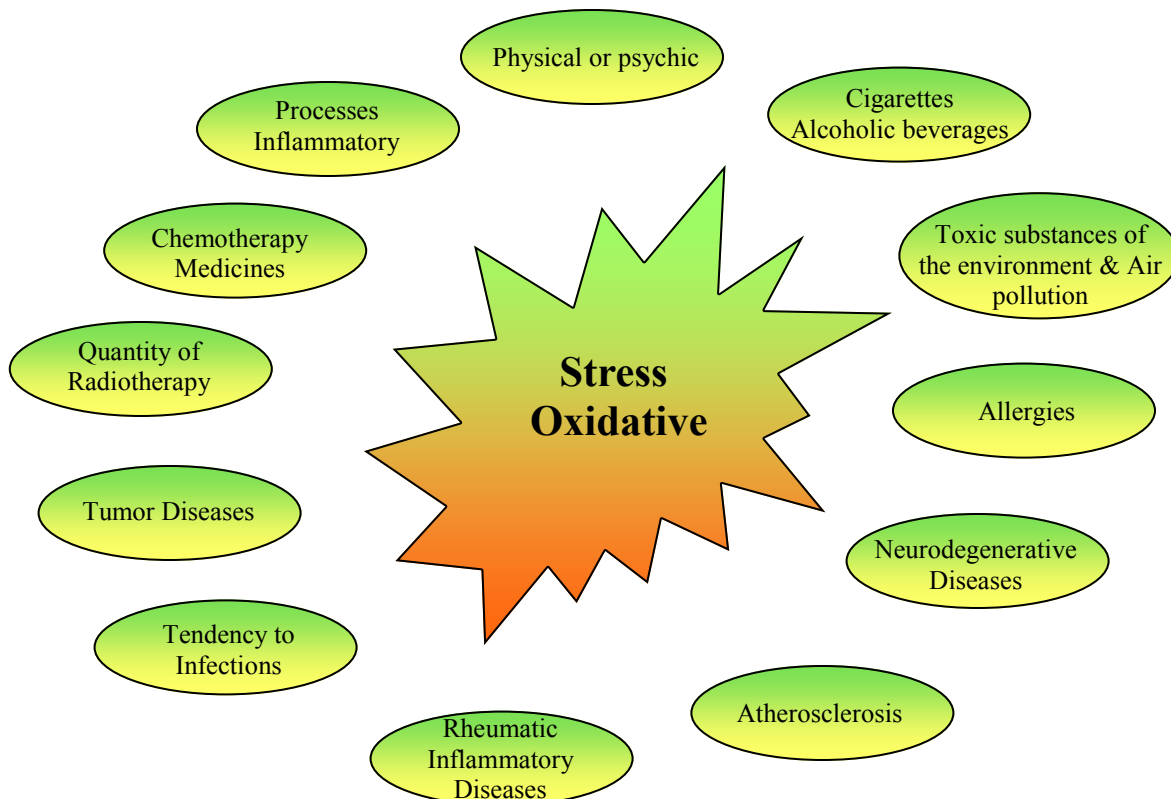 Physical or psychic
Cigarettes
Alcoholic beverages
Processes
Inflammatory
Toxic substances of
the environment & Air
pollution
Chemotherapy
Medicines
Quantity of
Radiotherapy
Stress
Oxidative
Allergies
Tumor Diseases
Neurodegenerative
Diseases
Tendency to
Infections
Atherosclerosis
Rheumatic
Inflammatory
Diseases